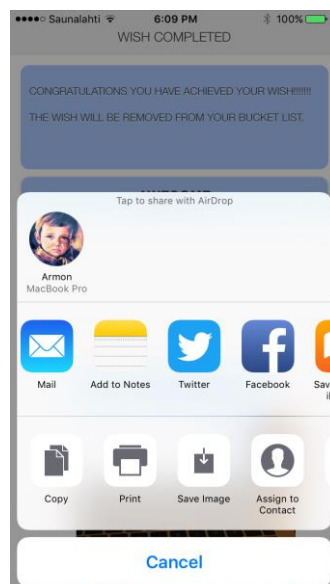 Saunalahti 6:09 PM 100%
WISH COMPLETED
CONGRATULATIONS YOU HAVE ACHIEVED YOUR WISH!!!!!!!
THE WISH WILL BE REMOVED FROM YOUR BUCKET LIST.
Tap to share with AirDrop
Armon
MacBook Pro
Mail Add to Notes Twitter Facebook
Copy Print Save Image Assign to
Contact
Cancel